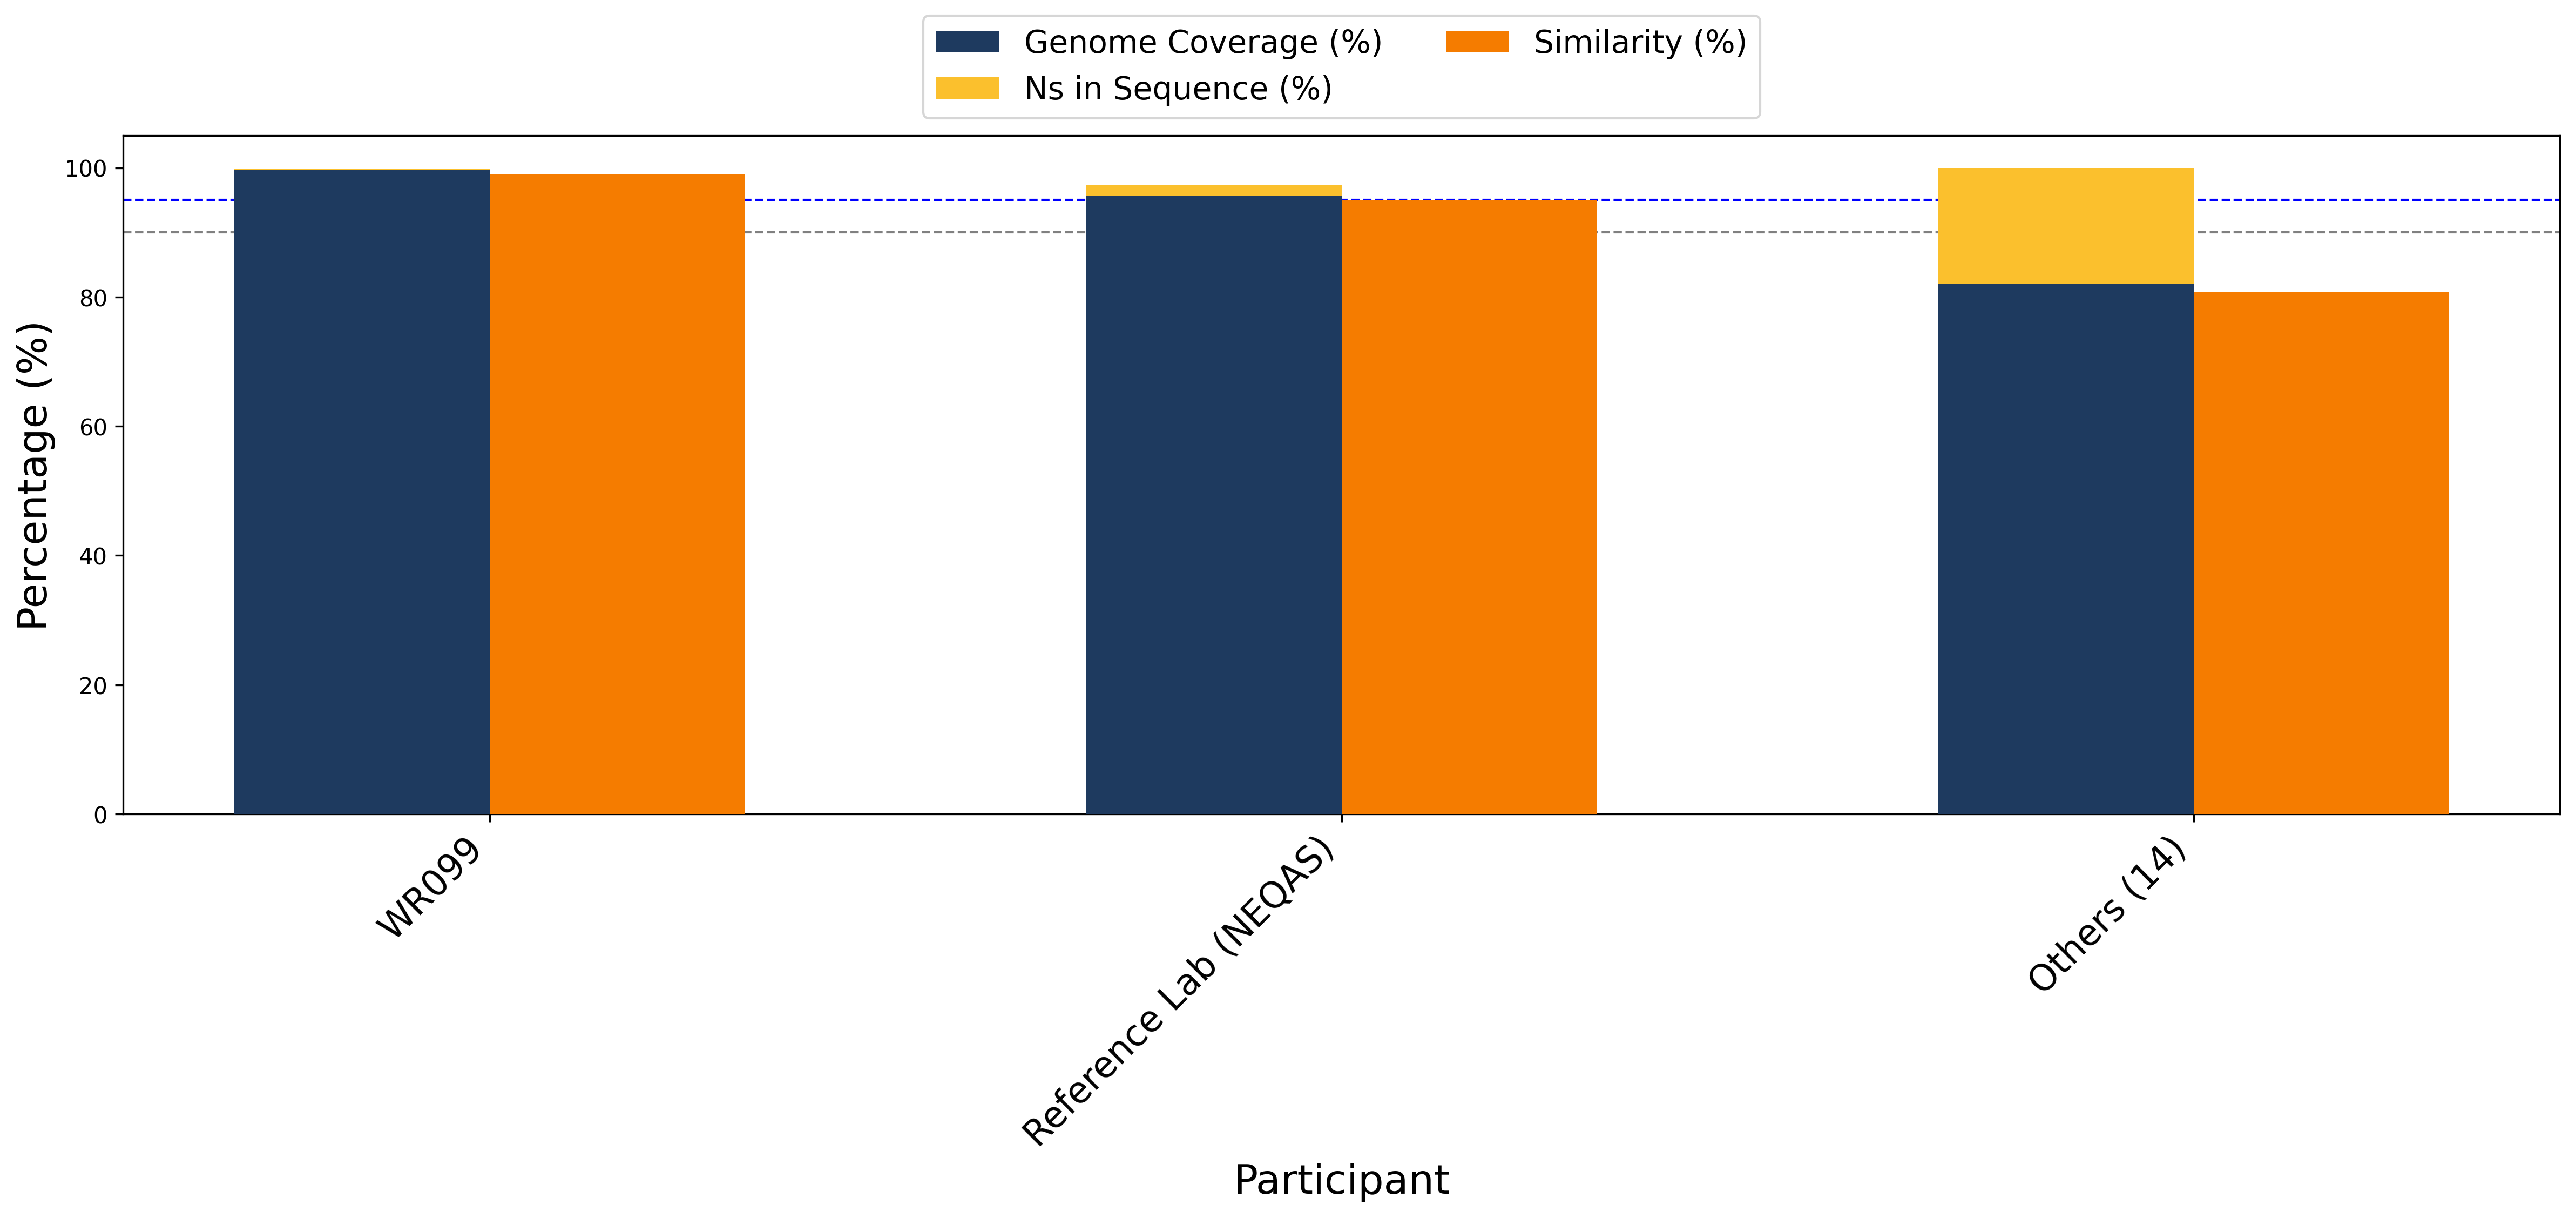 Genome Coverage (%)
Ns in Sequence (%)
Similarity (%)
Percentage (%)
100
80
60
40
20
0
WR099
Reference Lab (NEQAS)
Others (14)
Participant